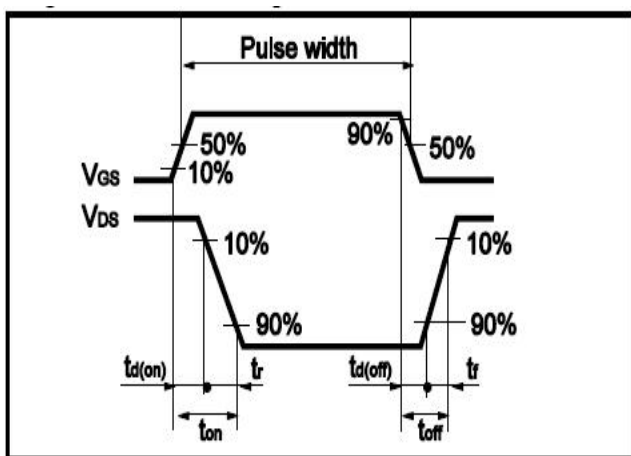 Pulse width
90%
50%
50%
10%
VGS
VDS
10%
10%
90%
90%
td(on)
tr
td(off)
tf
ton
toff